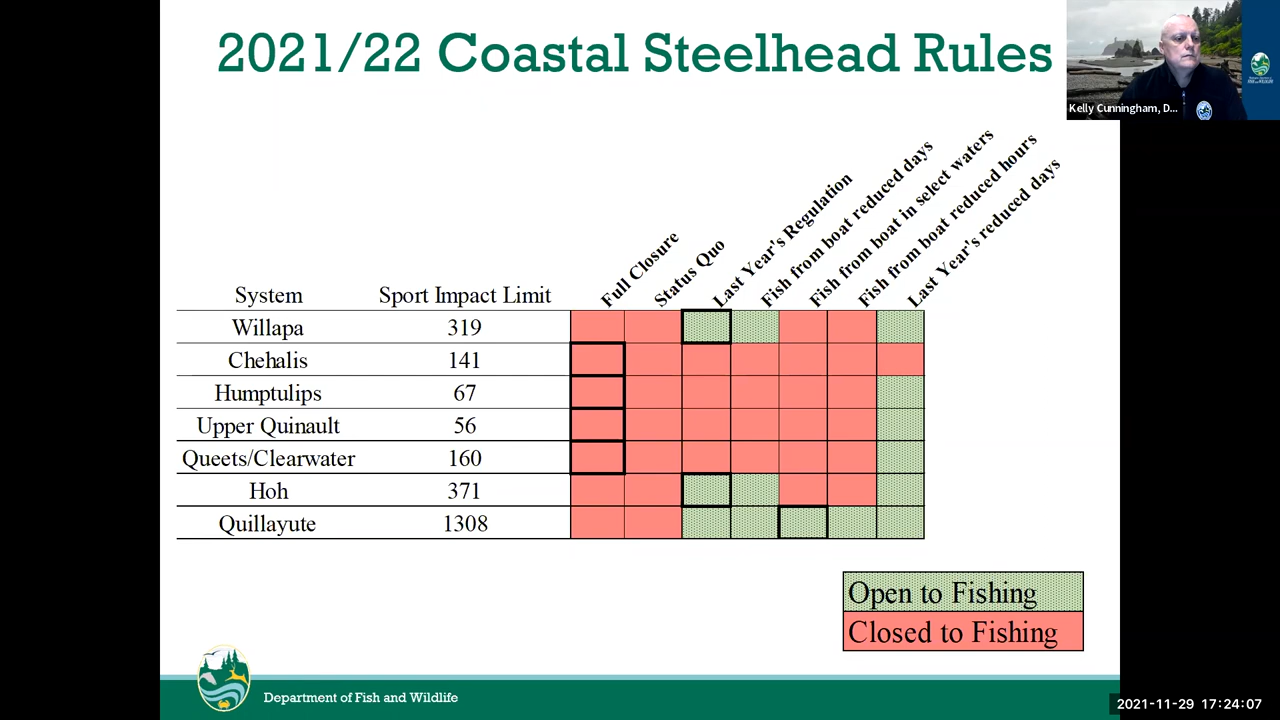 2021/22 Coastal Steelhead Rules
Kelly Cunningham, D...
Full Closure
Status Quo
Last Year's Regulation
Fish from boat reduced days
Fish from boat in select waters
Fish from boat reduced hours
Last Year's reduced days
System Sport Impact Limit
Willapa 319
Chehalis 141
Humptulips 67
Upper Quinault 56
Queets/Clearwater 160
Hoh 371
Quillayute 1308
Open to Fishing
Closed to Fishing
Department of Fish and Wildlife
2021-11-29 17:24:07